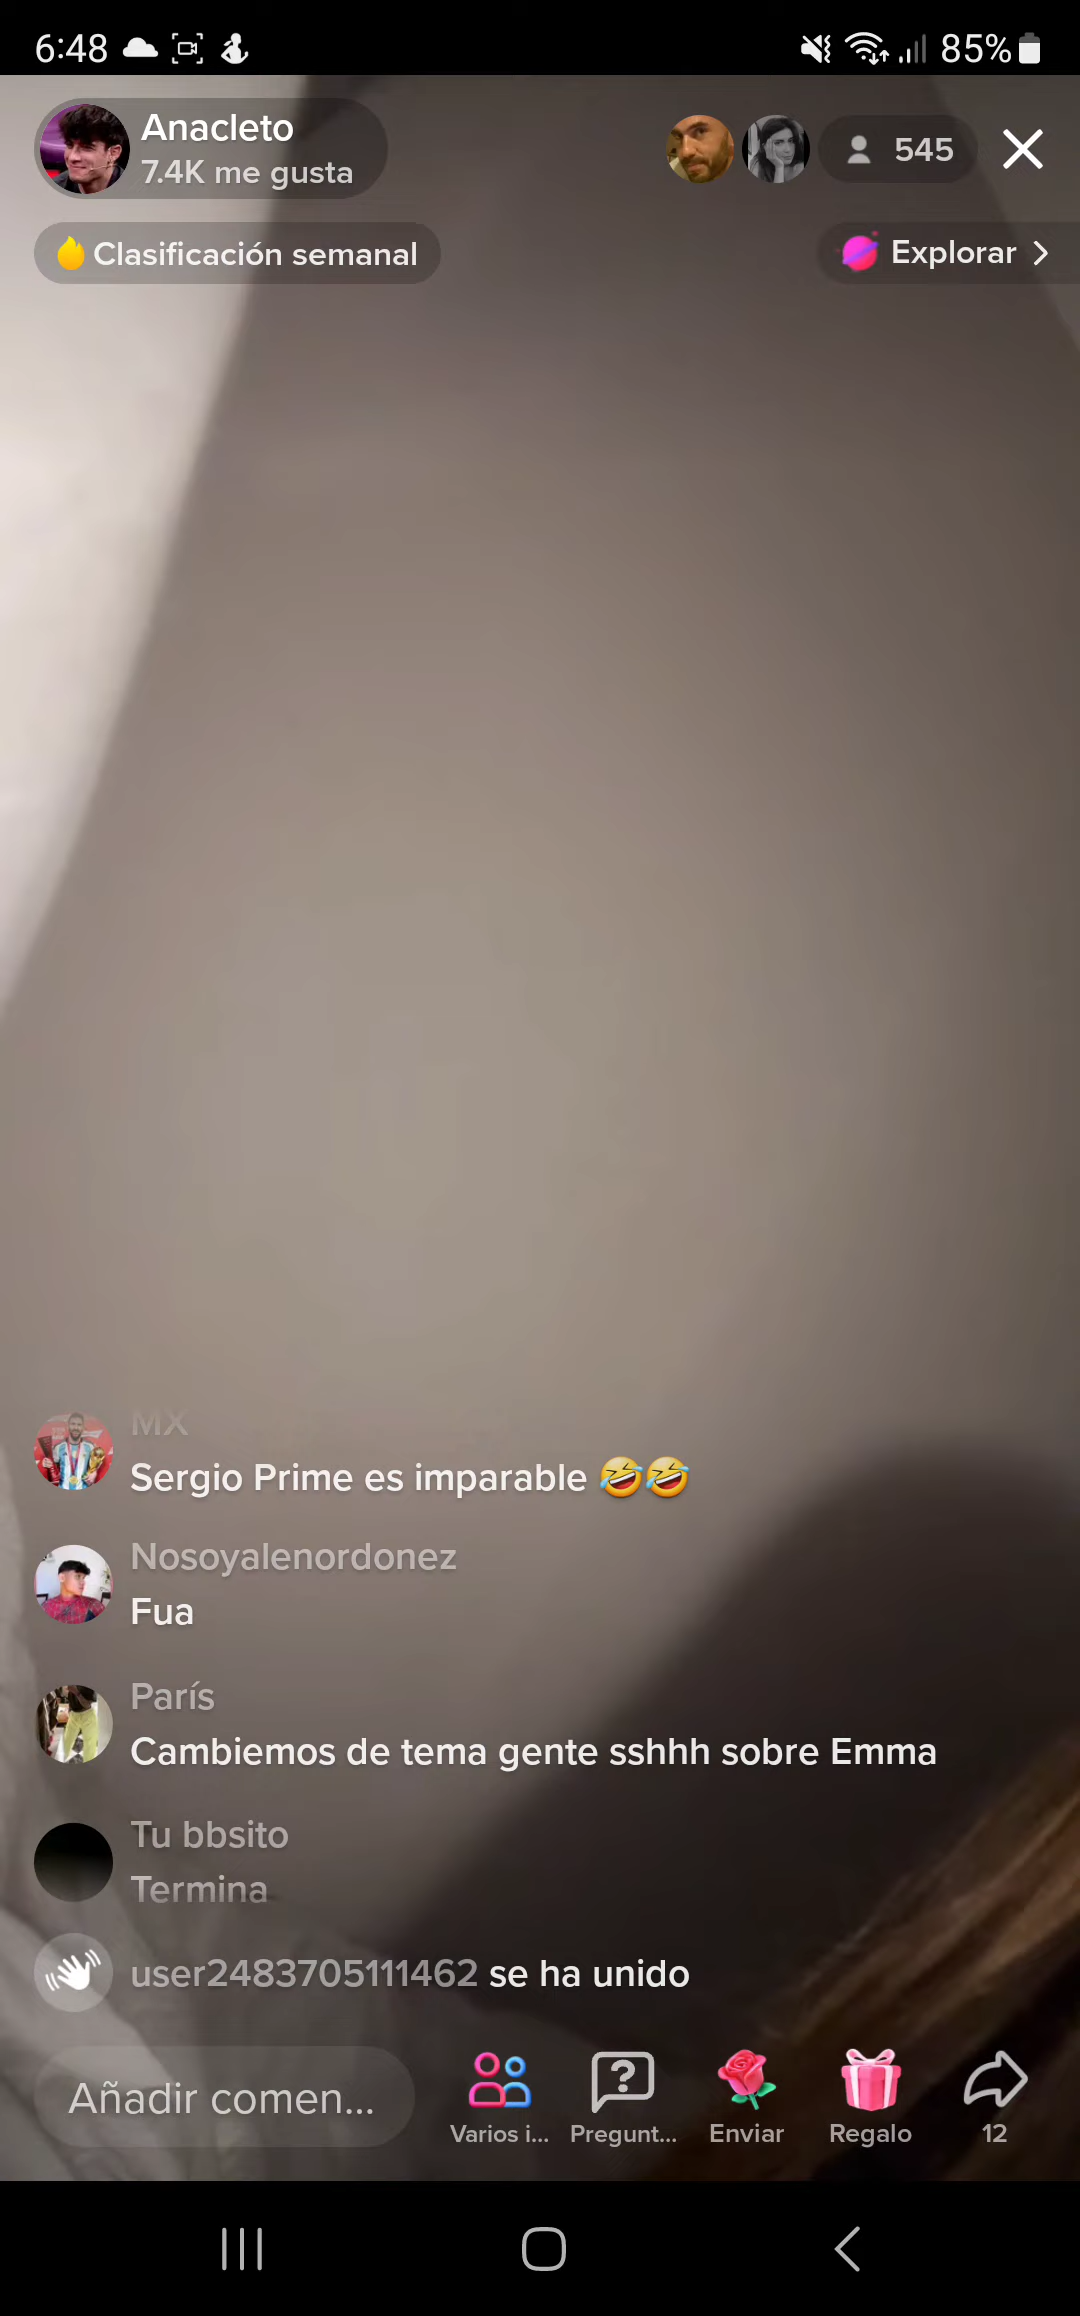 6:48
85%
Anacleto
7.4K me gusta
545
Clasificación semanal
Explorar
MX
Sergio Prime es imparable 🤣🤣
Nosoyalenordonez
Fua
París
Cambiemos de tema gente sshhh sobre Emma
Tu bbsito
Termina
user2483705111462 se ha unido
Añadir comen...
Varios i...
Pregunt...
Enviar
Regalo
12